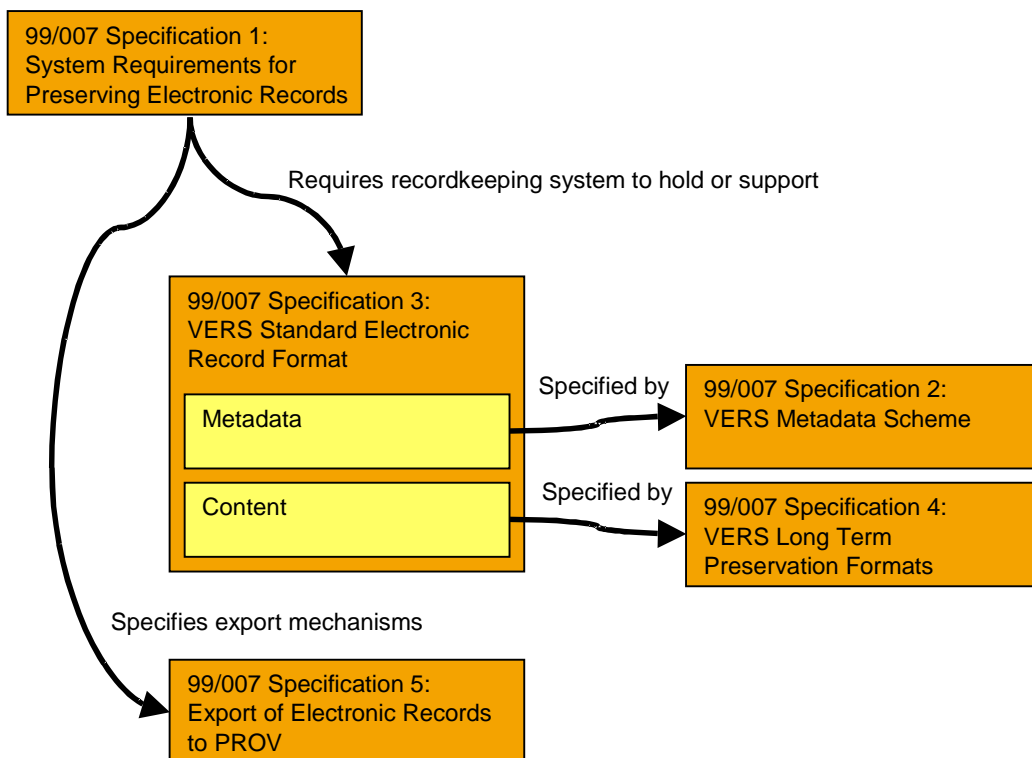 99/007 Specification 1:
System Requirements for
Preserving Electronic Records
Requires recordkeeping system to hold or support
99/007 Specification 3:
VERS Standard Electronic
Record Format
Metadata
Specified by
99/007 Specification 2:
VERS Metadata Scheme
Content
Specified by
99/007 Specification 4:
VERS Long Term
Preservation Formats
Specifies export mechanisms
99/007 Specification 5:
Export of Electronic Records
to PROV